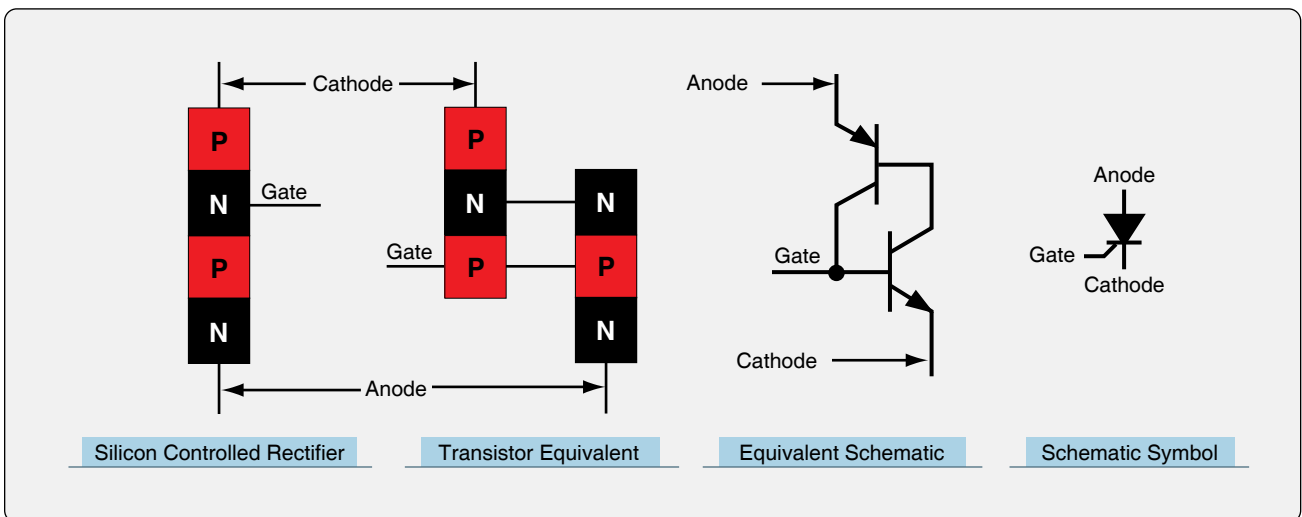 Cathode
P
N
Gate
P
N
Anode
P
N
N
Gate
P
P
N
Anode
Gate
Cathode
Anode
Gate
Cathode
Silicon Controlled Rectifier
Transistor Equivalent
Equivalent Schematic
Schematic Symbol